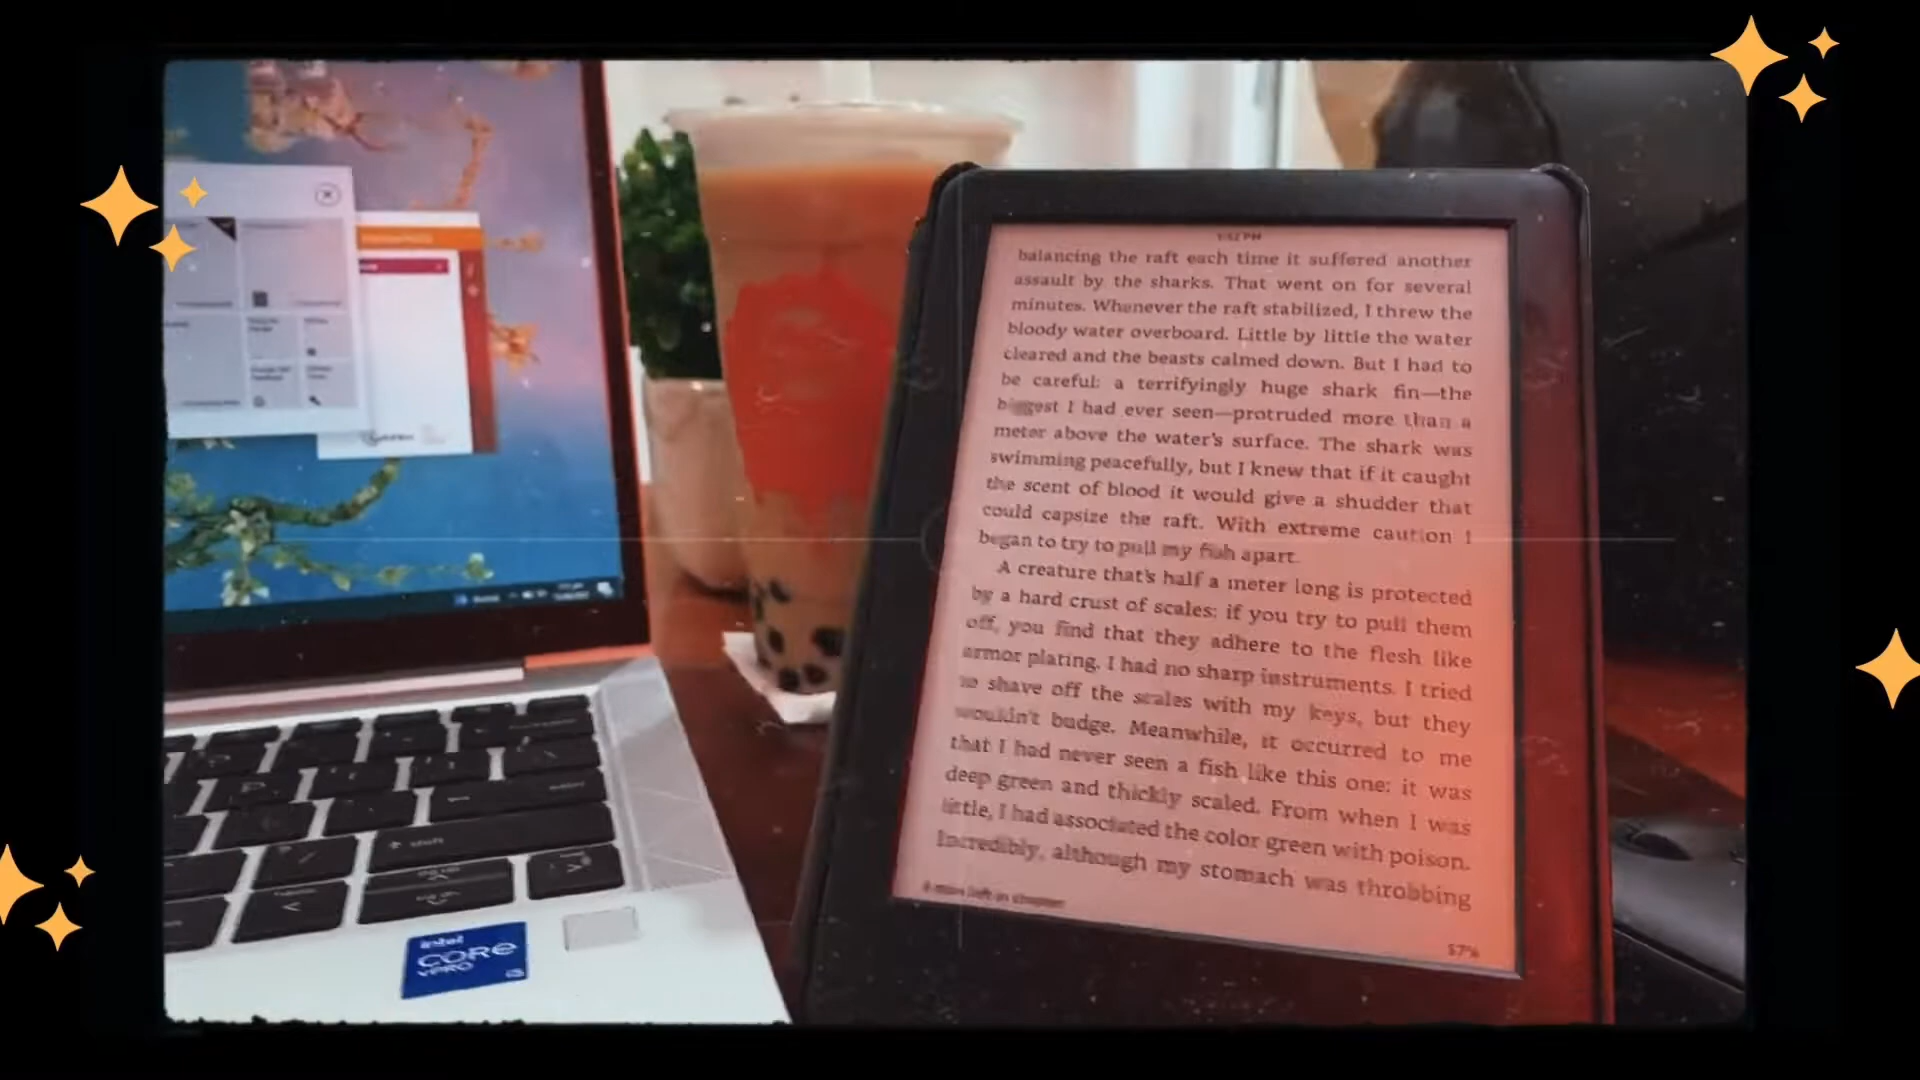 balancing the raft each time it suffered another
assault by the sharks. That went on for several
minutes. Whenever the raft stabilized, I threw the
bloody water overboard. Little by little the water
cleared and the beasts calmed down. But I had to
be careful: a terrifyingly huge shark fin—the
biggest I had ever seen—protruded more than a
meter above the water's surface. The shark was
swimming peacefully, but I knew that if it caught
the scent of blood it would give a shudder that
could capsize the raft. With extreme caution I
began to try to pull my fish apart.
A creature that's half a meter long is protected
by a hard crust of scales: if you try to pull them
off, you find that they adhere to the flesh like
armor plating. I had no sharp instruments. I tried
to shave off the scales with my keys, but they
wouldn't budge. Meanwhile, it occurred to me
that I had never seen a fish like this one: it was
deep green and thickly scaled. From when I was
little, I had associated the color green with poison.
Incredibly, although my stomach was throbbing
57%
shift
intel
CORE
VPRO
i5